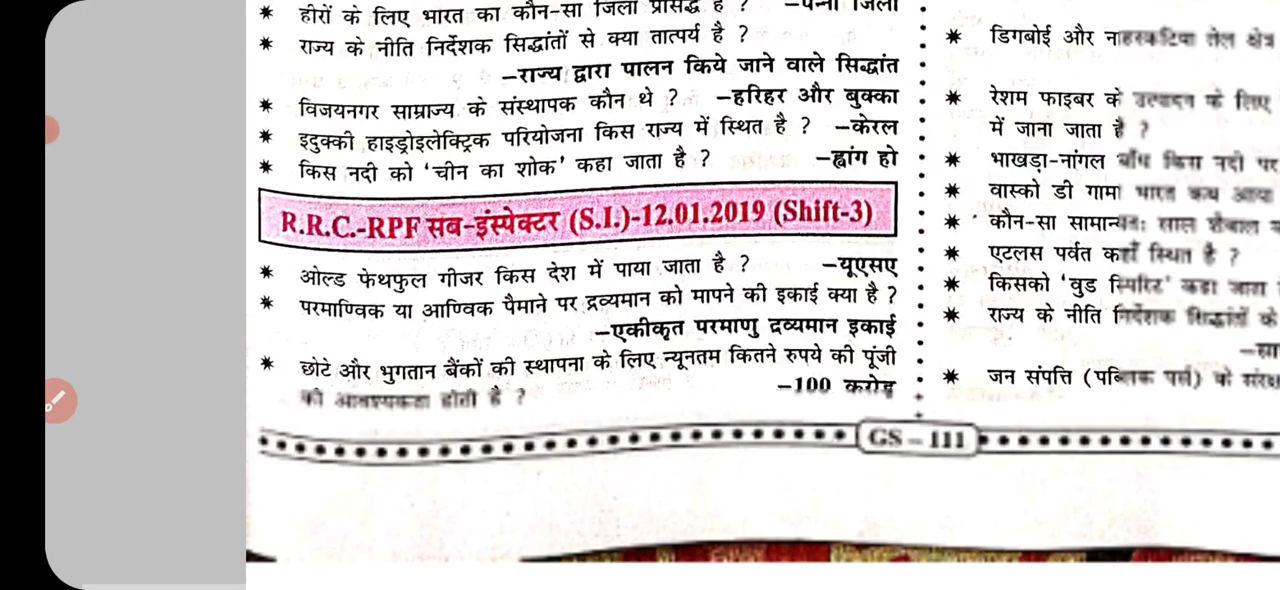 * हीरों के लिए भारत का कौन-सा जिला प्रसिद्ध है ? –पन्ना जिला
* राज्य के नीति निर्देशक सिद्धांतों से क्या तात्पर्य है ?
–राज्य द्वारा पालन किये जाने वाले सिद्धांत
* विजयनगर साम्राज्य के संस्थापक कौन थे ? –हरिहर और बुक्का
* इदुक्की हाइड्रोइलेक्ट्रिक परियोजना किस राज्य में स्थित है ? –केरल
* किस नदी को ‘चीन का शोक’ कहा जाता है ? –ह्वांग हो
R.R.C.-RPF सब-इंस्पेक्टर (S.I.)-12.01.2019 (Shift-3)
* ओल्ड फेथफुल गीजर किस देश में पाया जाता है ? –यूएसए
* परमाण्विक या आण्विक पैमाने पर द्रव्यमान को मापने की इकाई क्या है ?
–एकीकृत परमाणु द्रव्यमान इकाई
* छोटे और भुगतान बैंकों की स्थापना के लिए न्यूनतम कितने रुपये की पूंजी
की आवश्यकता होती है ? –100 करोड़
* डिगबोई और नाहरकटिया तेल क्षेत्र
* रेशम फाइबर के उत्पादन के लिए
में जाना जाता है ?
* भाखड़ा-नांगल बाँध किस नदी पर
* वास्को डी गामा भारत कब आया
* कौन-सा सामान्यतः साल शैवाल
* एटलस पर्वत कहाँ स्थित है ?
* किसको ‘वुड स्पिरिट’ कहा जाता
* राज्य के नीति निर्देशक सिद्धांतों के
* जन संपत्ति (पब्लिक पर्स) के
GS – 111